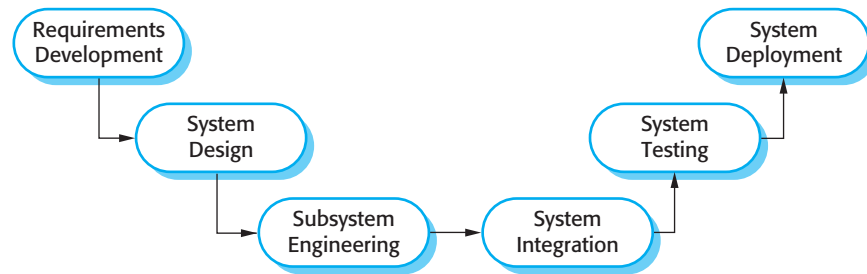 Requirements
Development
System
Design
Subsystem
Engineering
System
Integration
System
Testing
System
Deployment